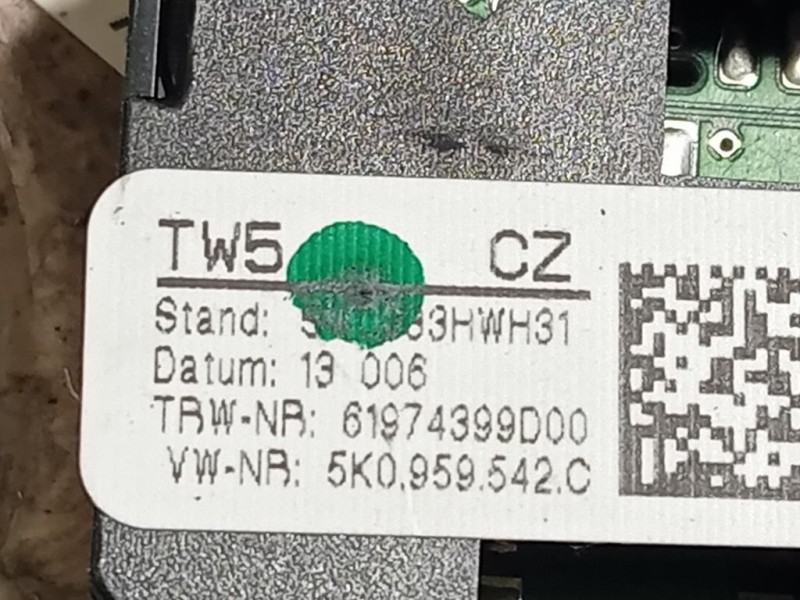 TW5 CZ
Stand:
Datum: 13 006
TRW-NR: 61974399D00
VW-NR: 5K0.959.542.C